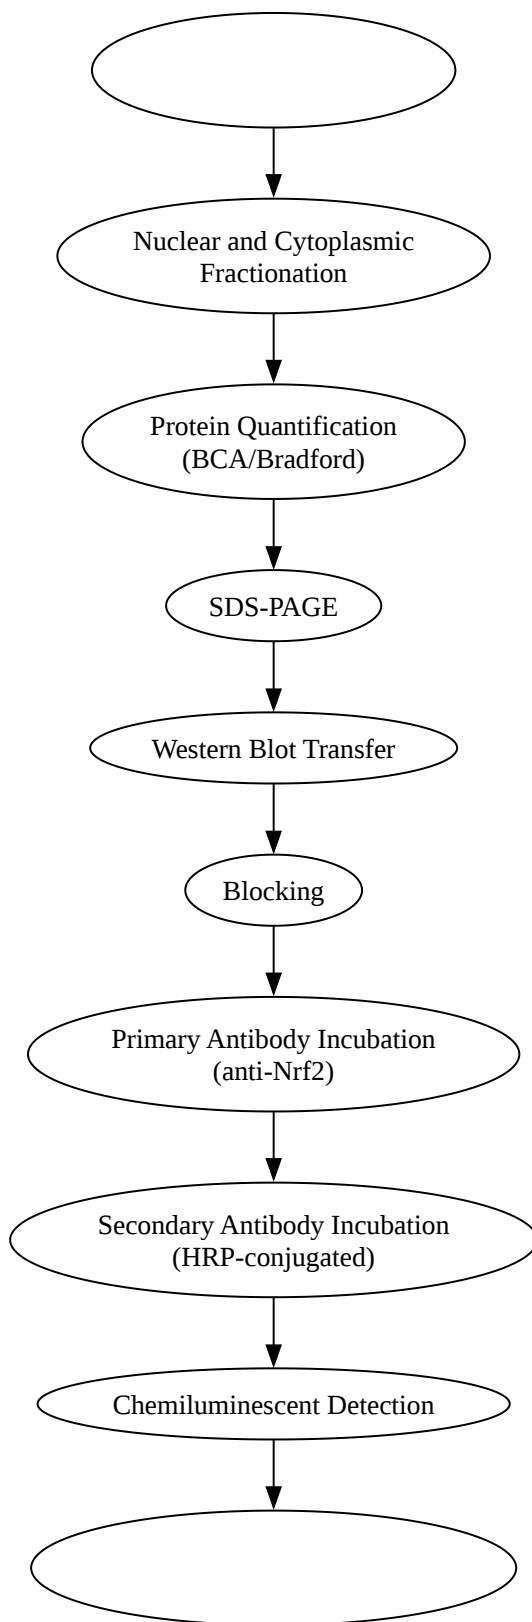 Nuclear and Cytoplasmic
Fractionation
Protein Quantification
(BCA/Bradford)
SDS-PAGE
Western Blot Transfer
Blocking
Primary Antibody Incubation
(anti-Nrf2)
Secondary Antibody Incubation
(HRP-conjugated)
Chemiluminescent Detection